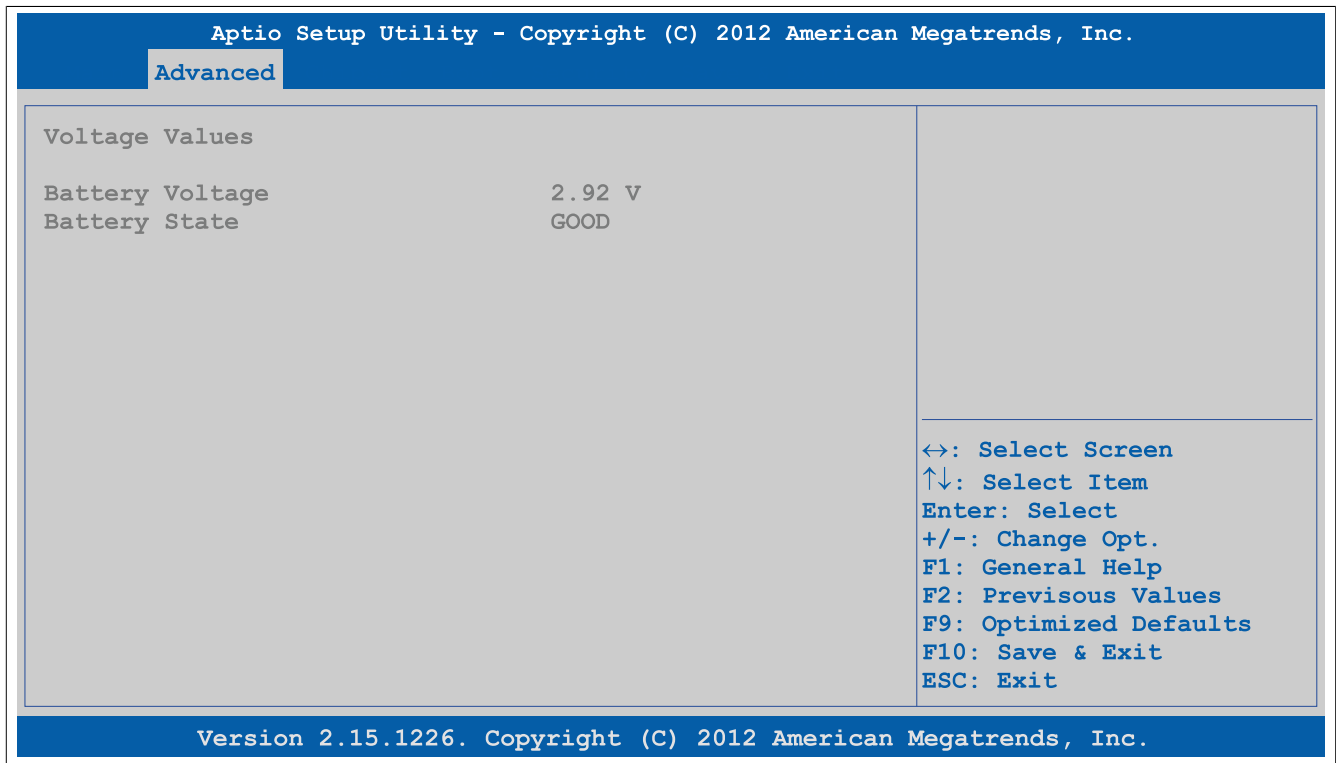 Aptio Setup Utility - Copyright (C) 2012 American Megatrends, Inc.
Advanced
Voltage Values
Battery Voltage 2.92 V
Battery State GOOD
↔: Select Screen
↑↓: Select Item
Enter: Select
+/-: Change Opt.
F1: General Help
F2: Previsous Values
F9: Optimized Defaults
F10: Save & Exit
ESC: Exit
Version 2.15.1226. Copyright (C) 2012 American Megatrends, Inc.